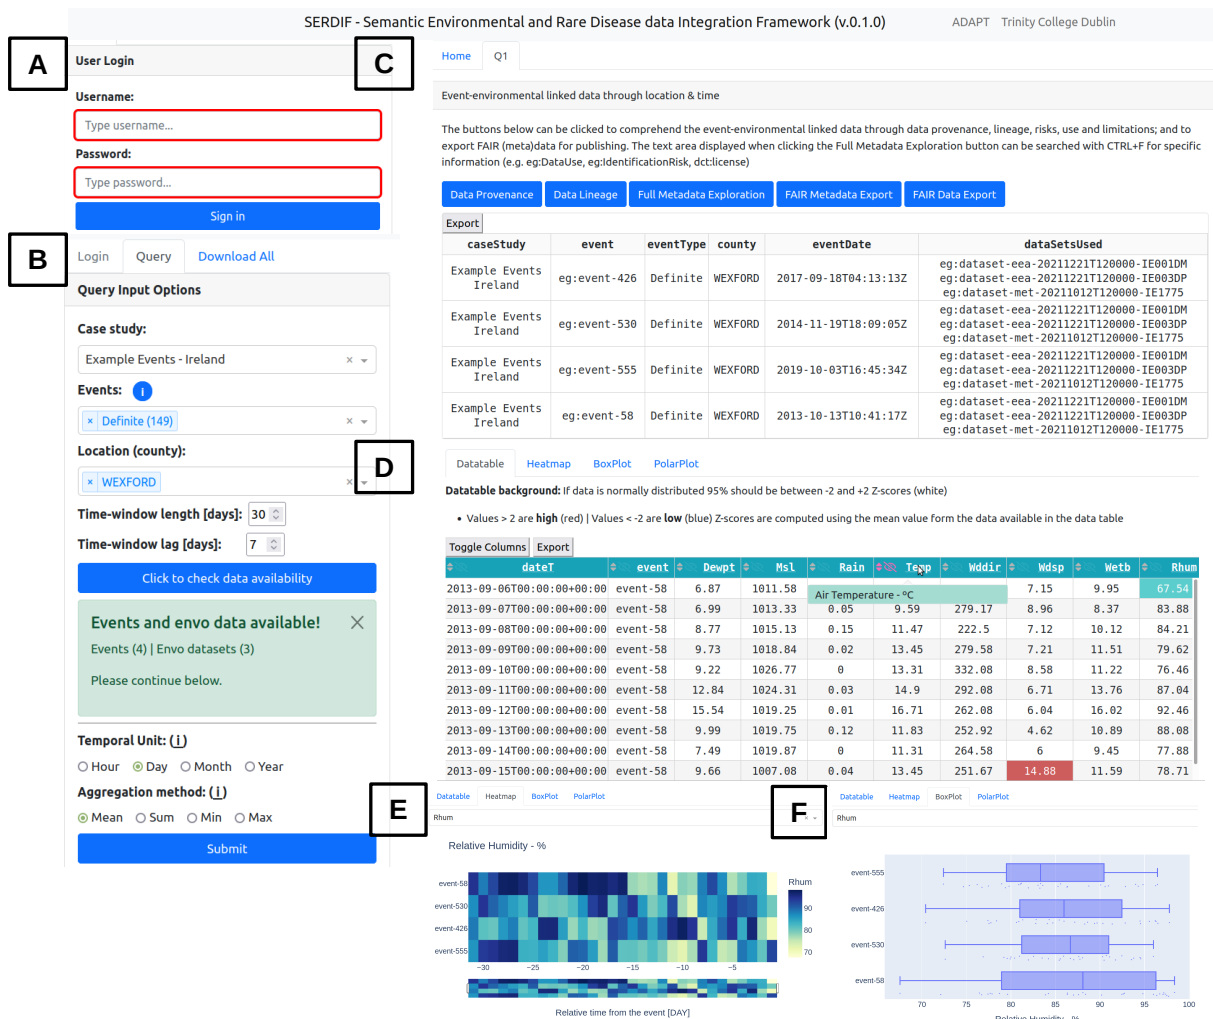 SERDIF - Semantic Environmental and Rare Disease data Integration Framework (v.0.1.0)
ADAPT Trinity College Dublin
A
User Login
Username:
Type username...
Password:
Type password...
Sign in
B
Login Query Download All
Query Input Options
Case study:
Example Events - Ireland × 
Events: i
× Definite (149) ×
Location (county):
× WEXFORD ×
Time-window length [days]: 30
Time-window lag [days]: 7
Click to check data availability
Events and envo data available!
Events (4) | Envo datasets (3)
Please continue below.
Temporal Unit: (i)
Hour Day Month Year
Aggregation method: (i)
Mean Sum Min Max
Submit
C
Home Q1
Event-environmental linked data through location & time
The buttons below can be clicked to comprehend the event-environmental linked data through data provenance, lineage, risks, use and limitations; and to
export FAIR (meta)data for publishing. The text area displayed when clicking the Full Metadata Exploration button can be searched with CTRL+F for specific
information (e.g. eg:DataUse, eg:IdentificationRisk, dct:license)
Data Provenance Data Lineage Full Metadata Exploration FAIR Metadata Export FAIR Data Export
Export
caseStudy event eventType county eventDate dataSetsUsed
eg:dataset-eea-20211221T120000-IE001DM
Example Events Ireland eg:event-426 Definite WEXFORD 2017-09-18T04:13:13Z eg:dataset-eea-20211221T120000-IE003DP
eg:dataset-met-20211012T120000-IE1775
eg:dataset-eea-20211221T120000-IE001DM
Example Events Ireland eg:event-530 Definite WEXFORD 2014-11-19T18:09:05Z eg:dataset-eea-20211221T120000-IE003DP
eg:dataset-met-20211012T120000-IE1775
eg:dataset-eea-20211221T120000-IE001DM
Example Events Ireland eg:event-555 Definite WEXFORD 2019-10-03T16:45:34Z eg:dataset-eea-20211221T120000-IE003DP
eg:dataset-met-20211012T120000-IE1775
eg:dataset-eea-20211221T120000-IE001DM
Example Events Ireland eg:event-58 Definite WEXFORD 2013-10-13T10:41:17Z eg:dataset-eea-20211221T120000-IE003DP
eg:dataset-met-20211012T120000-IE1775
D
Datatable Heatmap BoxPlot PolarPlot
Datatable background: If data is normally distributed 95% should be between -2 and +2 Z-scores (white)
• Values > 2 are high (red) | Values < -2 are low (blue) Z-scores are computed using the mean value form the data available in the data table
Toggle Columns Export
dateT event Dewpt Msl Rain Temp Wddir Wdsp Wetb Rhum
2013-09-06T00:00:00+00:00 event-58 6.87 1011.58 7.15 9.95 67.54
Air Temperature - ºC
2013-09-07T00:00:00+00:00 event-58 6.99 1013.33 0.05 9.59 279.17 8.96 8.37 83.88
2013-09-08T00:00:00+00:00 event-58 8.77 1015.13 0.15 11.47 222.5 7.12 10.12 84.21
2013-09-09T00:00:00+00:00 event-58 9.73 1018.84 0.02 13.45 279.58 7.21 11.51 79.62
2013-09-10T00:00:00+00:00 event-58 9.22 1026.77 0 13.31 332.08 8.58 11.22 76.46
2013-09-11T00:00:00+00:00 event-58 12.84 1024.31 0.03 14.9 292.08 6.71 13.76 87.04
2013-09-12T00:00:00+00:00 event-58 15.54 1019.25 0.01 16.71 262.08 6.04 16.02 92.46
2013-09-13T00:00:00+00:00 event-58 9.99 1019.75 0.12 11.83 252.92 4.62 10.89 88.08
2013-09-14T00:00:00+00:00 event-58 7.49 1019.87 0 11.31 264.58 6 9.45 77.88
2013-09-15T00:00:00+00:00 event-58 9.66 1007.08 0.04 13.45 251.67 14.88 11.59 78.71
E
Datatable Heatmap BoxPlot PolarPlot
Rhum ×
Relative Humidity - %
Rhum
event-58
event-530
event-426
event-555
90
80
70
−30 −25 −20 −15 −10 −5
Relative time from the event [DAY]
F
Datatable Heatmap BoxPlot PolarPlot
Rhum
event-555
event-426
event-530
event-58
70 75 80 85 90 95 100
Relative Humidity - %